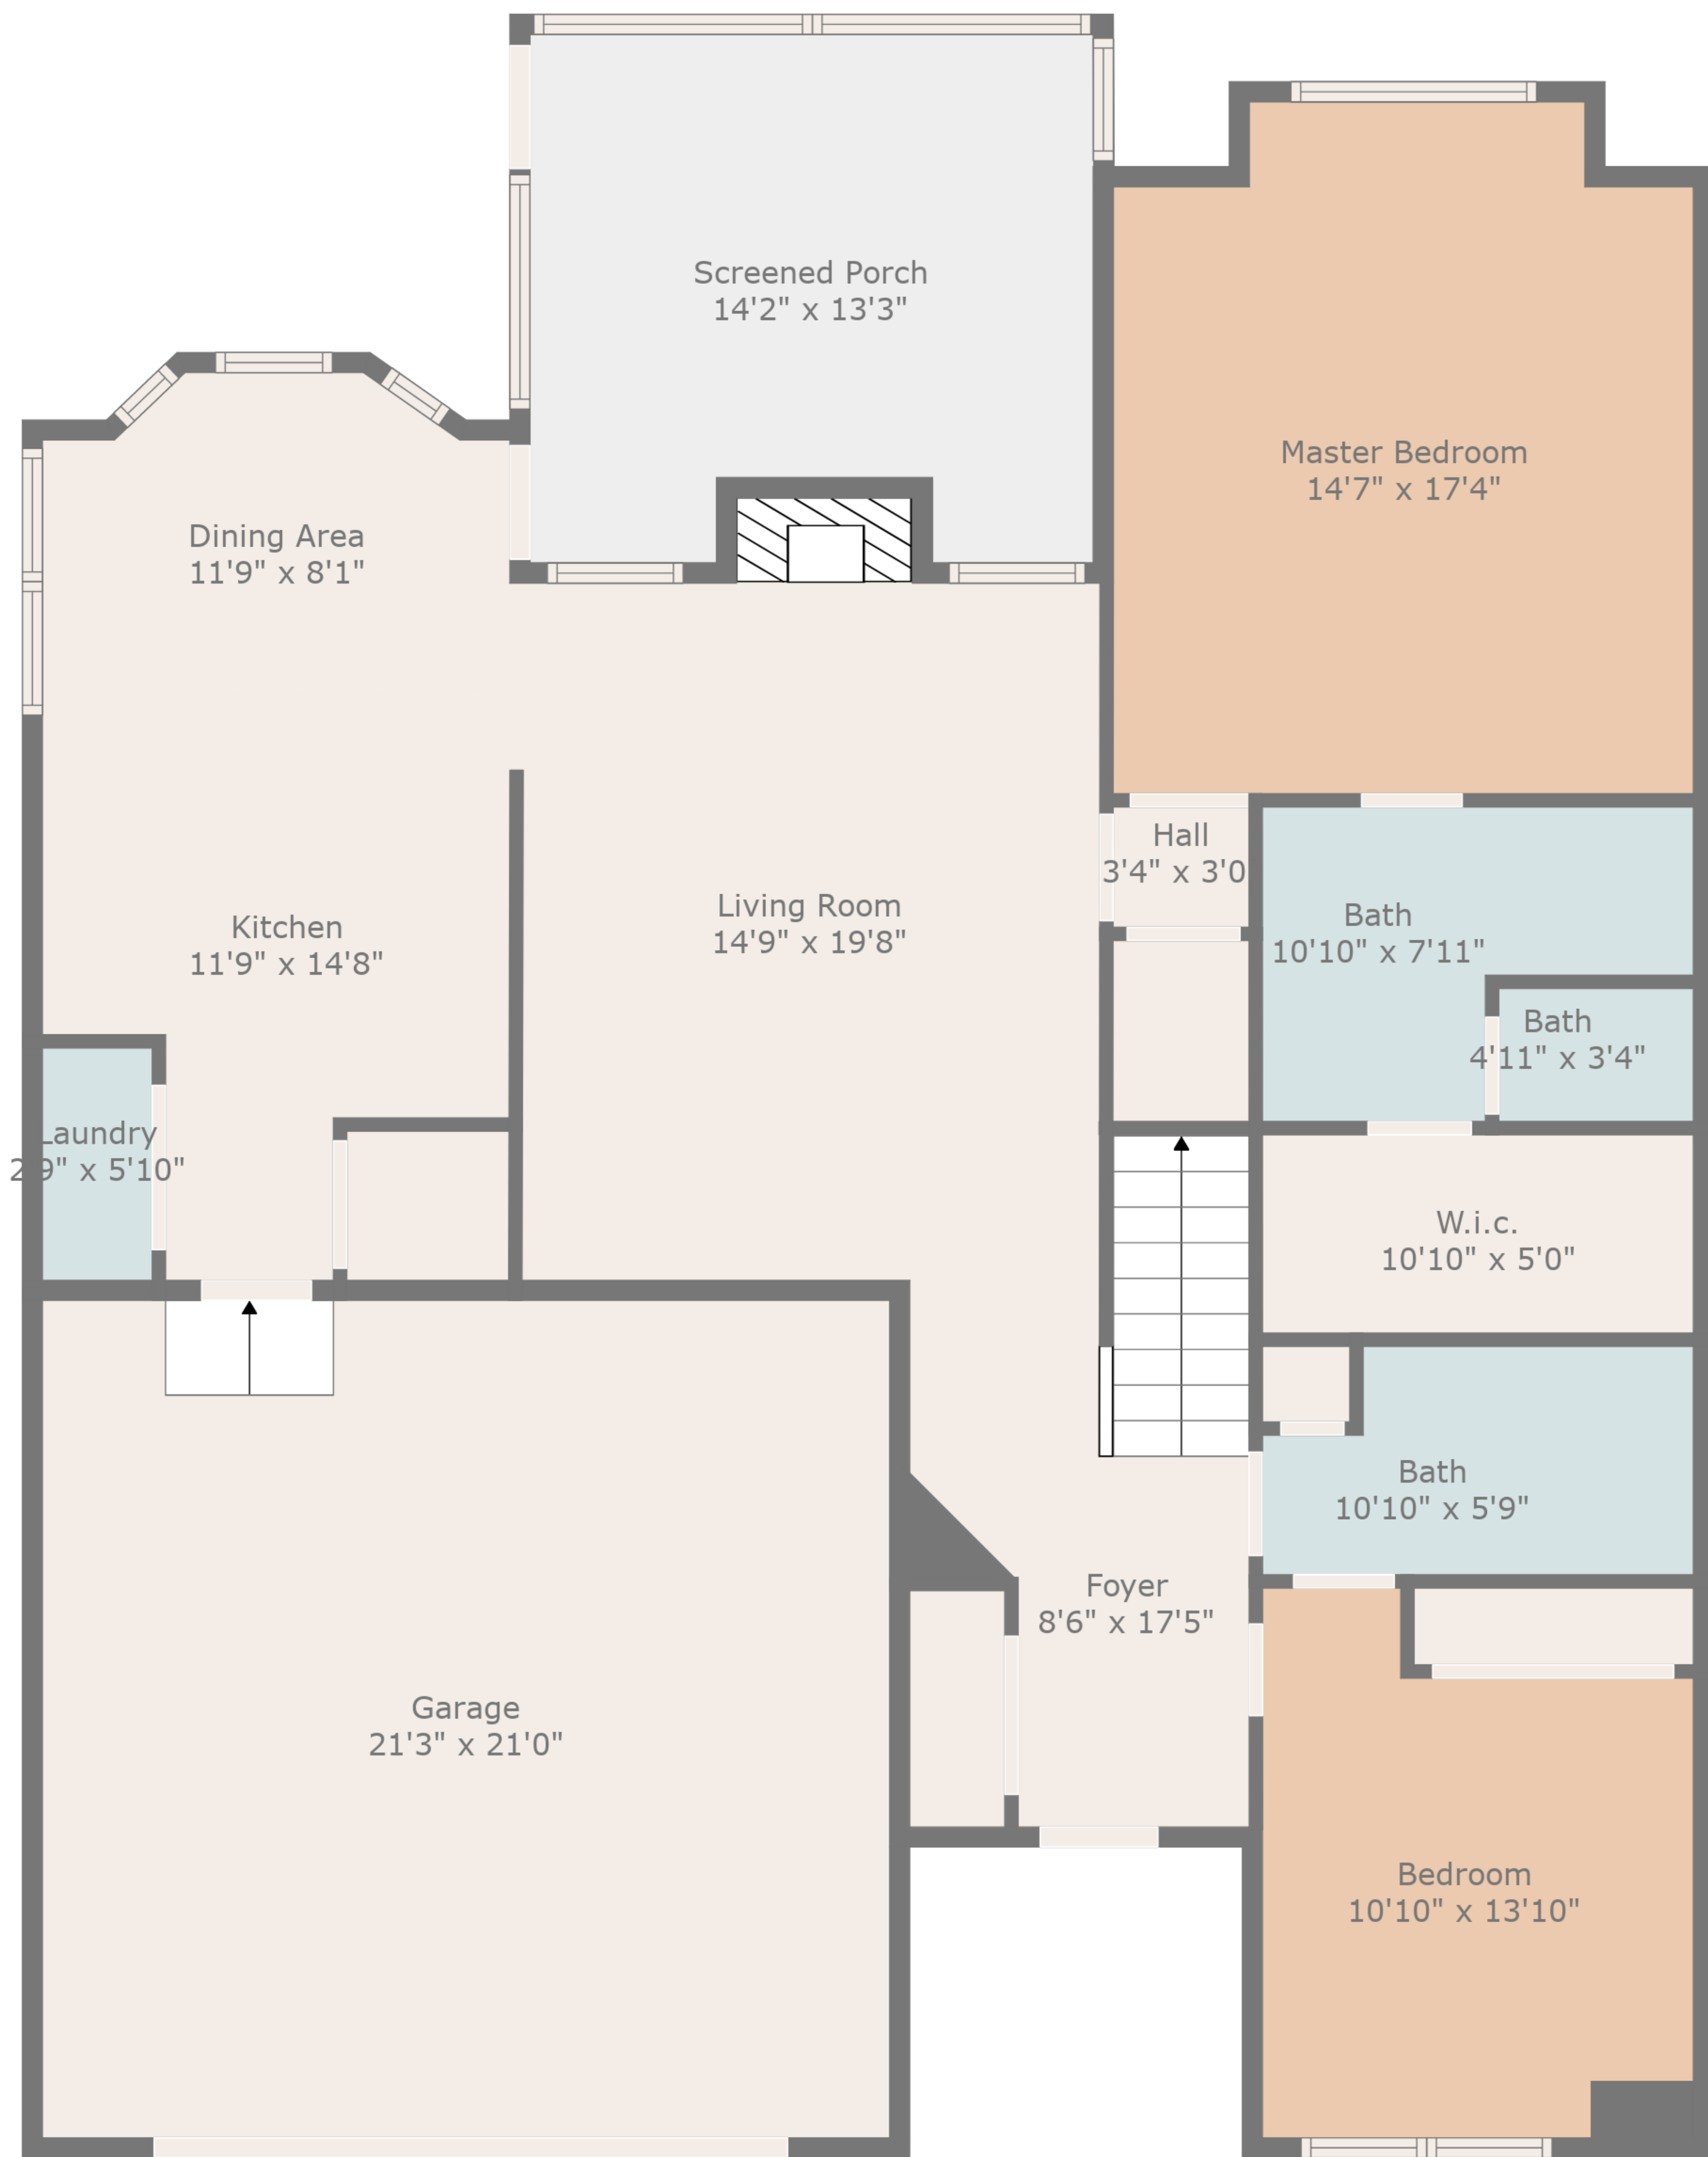 Screened Porch
14'2" x 13'3"
Master Bedroom
14'7" x 17'4"
Dining Area
11'9" x 8'1"
Hall
3'4" x 3'0
Living Room
14'9" x 19'8"
Kitchen
11'9" x 14'8"
Bath
10'10" x 7'11"
Bath
4'11" x 3'4"
Laundry
2'9" x 5'10"
W.i.c.
10'10" x 5'0"
Bath
10'10" x 5'9"
Foyer
8'6" x 17'5"
Garage
21'3" x 21'0"
Bedroom
10'10" x 13'10"